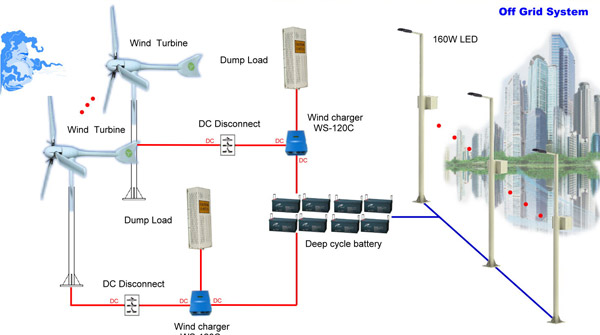 Off Grid System
Wind Turbine
Dump Load
160W LED
Wind Turbine
DC Disconnect
Wind charger
WS-120C
DC
DC
DC
Dump Load
Deep cycle battery
DC Disconnect
DC
DC
DC
Wind charger